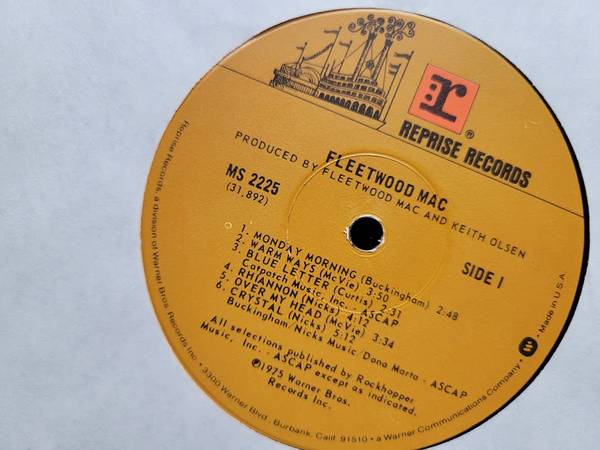 r ®
REPRISE RECORDS
FLEETWOOD MAC
PRODUCED BY FLEETWOOD MAC AND KEITH OLSEN
MS 2225
(31,892)
SIDE 1
1. MONDAY MORNING (Buckingham) 2:48
2. WARM WAYS (McVie) 3:50
3. BLUE LETTER (Curtis) 2:31
Catpatch Music, Inc. ASCAP
4. RHIANNON (Nicks) 4:12
5. OVER MY HEAD (McVie) 3:34
6. CRYSTAL (Nicks) 5:12
Buckingham/Nicks Music/Dana Marta - ASCAP
All selections published by Rockhopper
Music, Inc. - ASCAP except as indicated.
©1975 Warner Bros.
Records Inc.
Reprise Records, a division of Warner Bros. Records Inc. • 3300 Warner Blvd., Burbank, Calif. 91510 • a Warner Communications Company • Made in U.S.A.